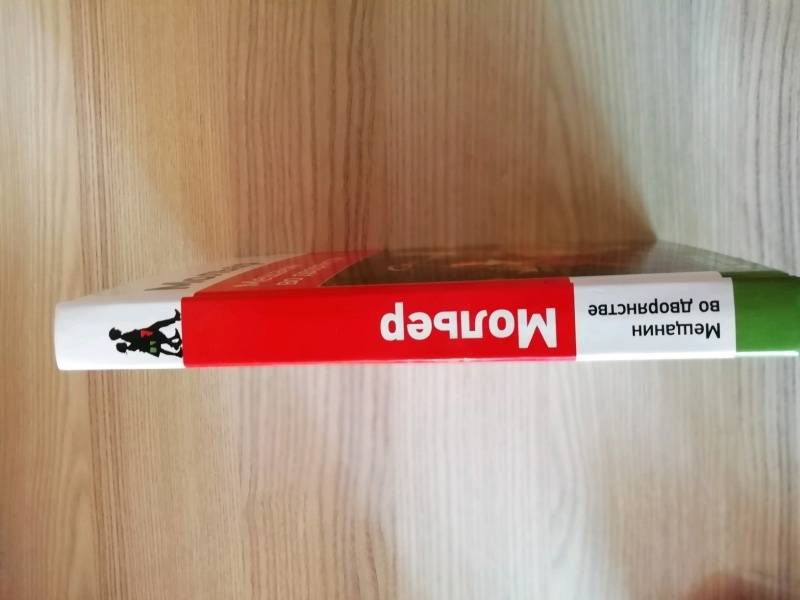 Мольер
Мещанин
во дворянстве